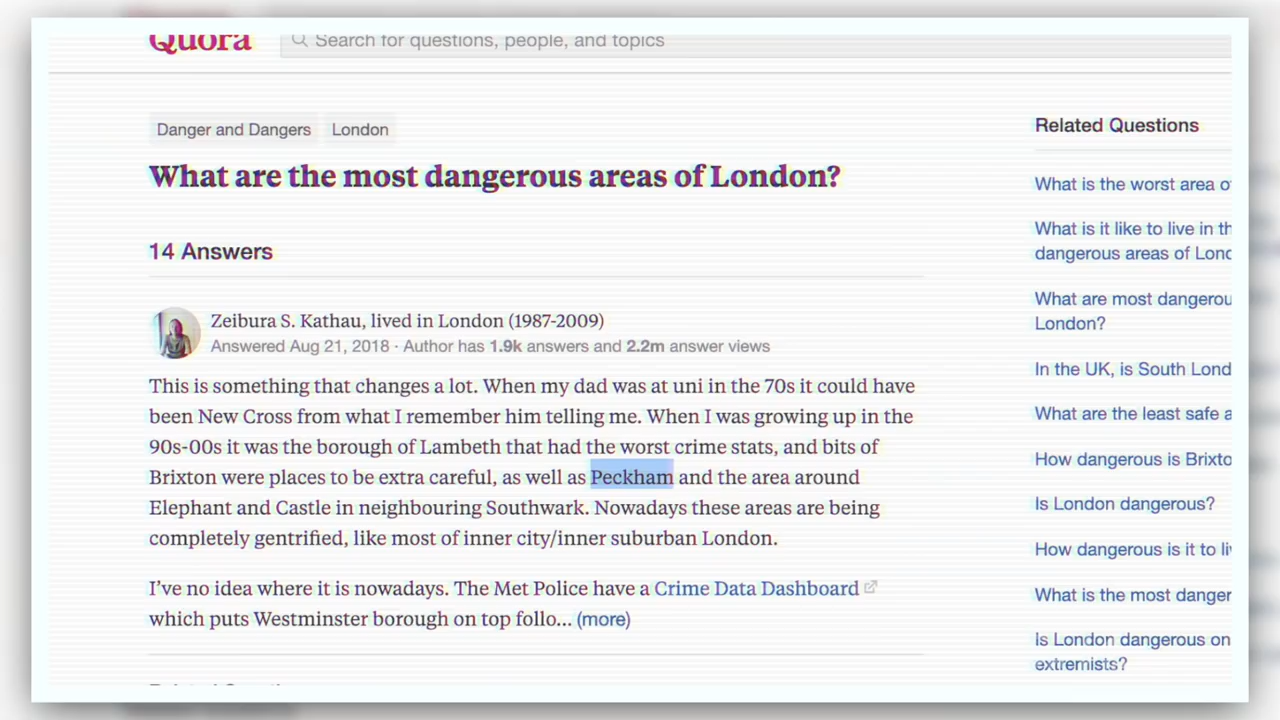 Quora
Search for questions, people, and topics
Danger and Dangers
London
What are the most dangerous areas of London?
14 Answers
Zeibura S. Kathau, lived in London (1987-2009)
Answered Aug 21, 2018 · Author has 1.9k answers and 2.2m answer views
This is something that changes a lot. When my dad was at uni in the 70s it could have
been New Cross from what I remember him telling me. When I was growing up in the
90s-00s it was the borough of Lambeth that had the worst crime stats, and bits of
Brixton were places to be extra careful, as well as Peckham and the area around
Elephant and Castle in neighbouring Southwark. Nowadays these areas are being
completely gentrified, like most of inner city/inner suburban London.
I've no idea where it is nowadays. The Met Police have a Crime Data Dashboard
which puts Westminster borough on top follo... (more)
Related Questions
What is the worst area o
What is it like to live in th
dangerous areas of Lond
What are most dangerou
London?
In the UK, is South Lond
What are the least safe a
How dangerous is Brixto
Is London dangerous?
How dangerous is it to li
What is the most danger
Is London dangerous on
extremists?